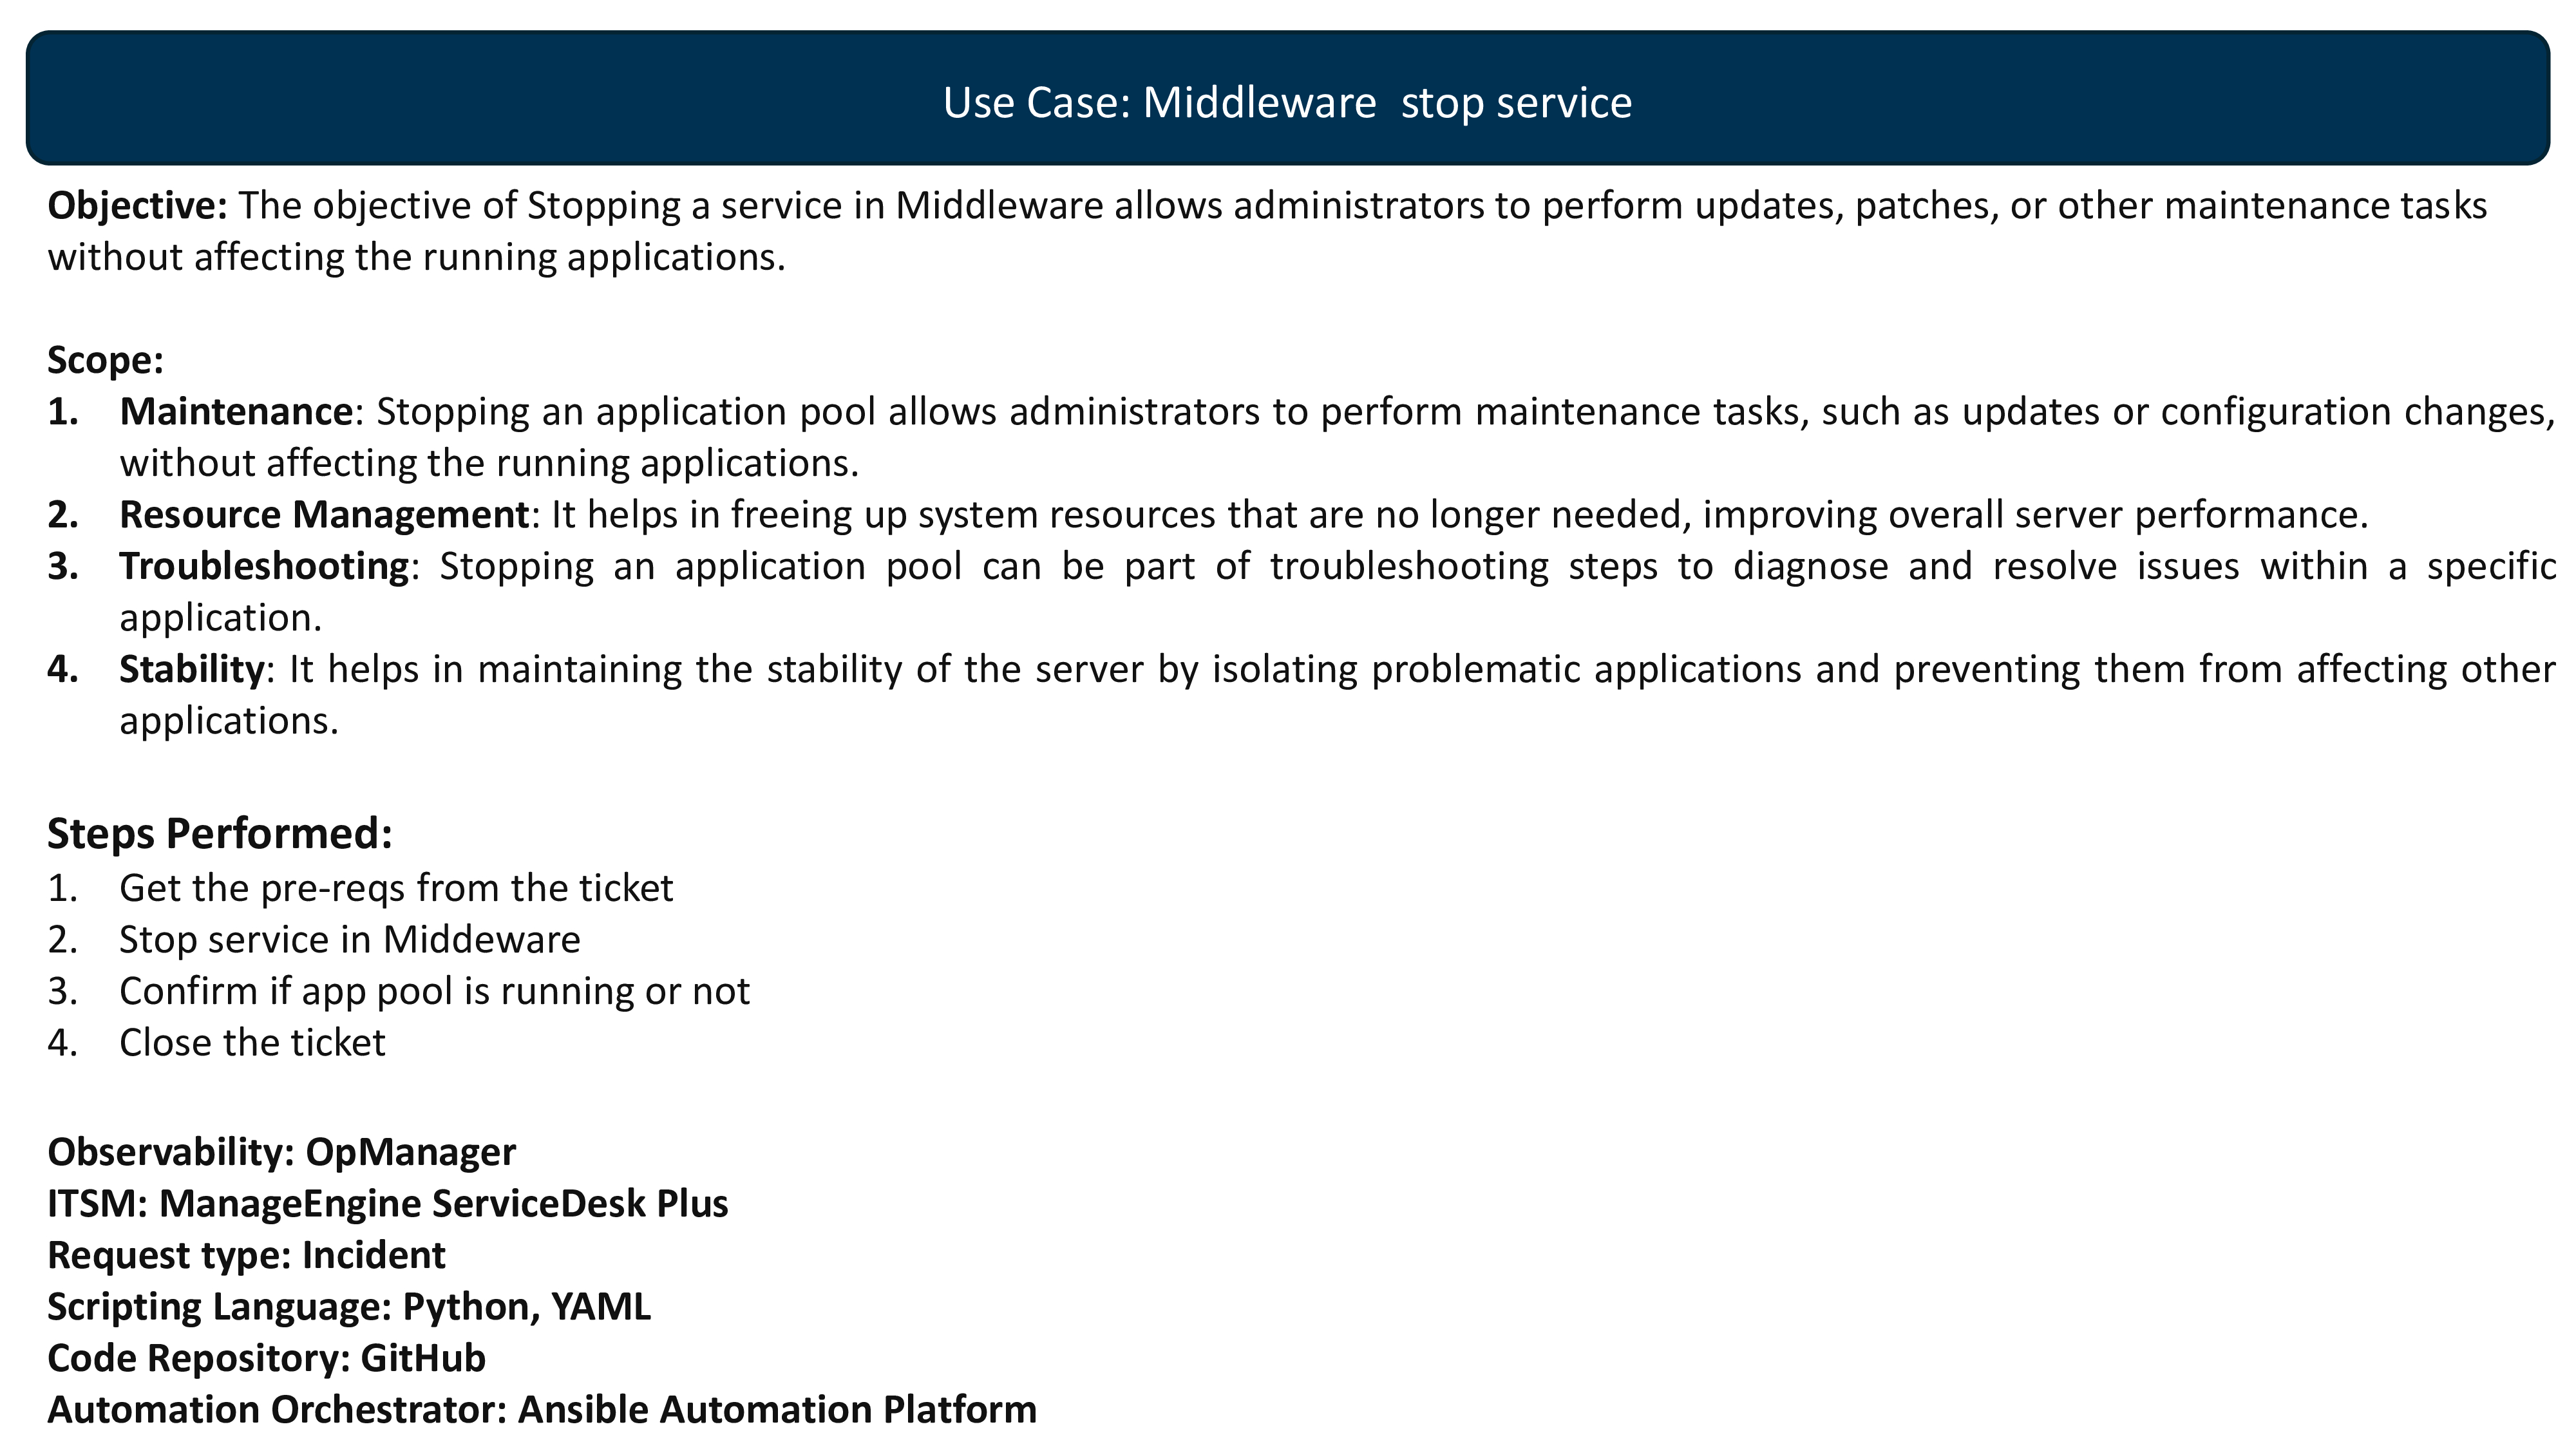 Use Case: Middleware  stop service
Objective: The objective of Stopping a service in Middleware allows administrators to perform updates, patches, or other maintenance tasks
without affecting the running applications.
Scope:
1. Maintenance: Stopping an application pool allows administrators to perform maintenance tasks, such as updates or configuration changes,
without affecting the running applications.
2. Resource Management: It helps in freeing up system resources that are no longer needed, improving overall server performance.
3. Troubleshooting: Stopping an application pool can be part of troubleshooting steps to diagnose and resolve issues within a specific
application.
4. Stability: It helps in maintaining the stability of the server by isolating problematic applications and preventing them from affecting other
applications.
Steps Performed:
1. Get the pre-reqs from the ticket
2. Stop service in Middeware
3. Confirm if app pool is running or not
4. Close the ticket
Observability: OpManager
ITSM: ManageEngine ServiceDesk Plus
Request type: Incident
Scripting Language: Python, YAML
Code Repository: GitHub
Automation Orchestrator: Ansible Automation Platform